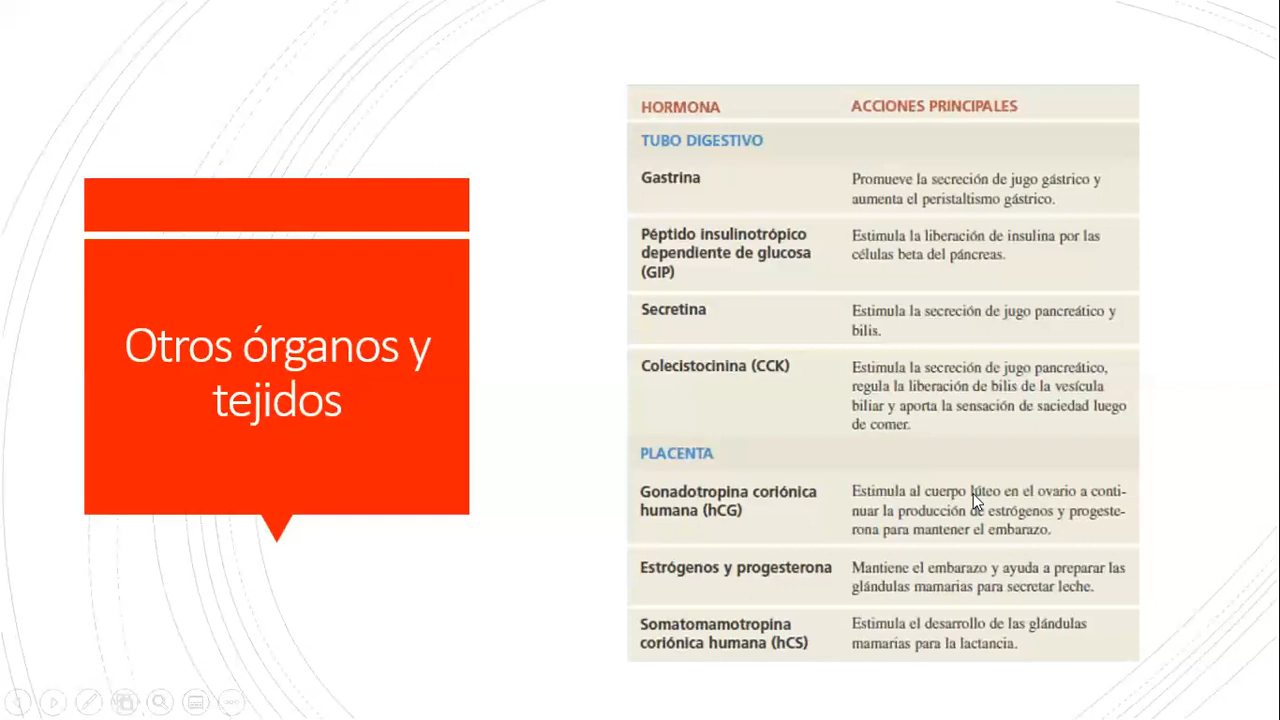 Otros órganos y
tejidos
HORMONA ACCIONES PRINCIPALES
TUBO DIGESTIVO
Gastrina Promueve la secreción de jugo gástrico y
aumenta el peristaltismo gástrico.
Péptido insulinotrópico Estimula la liberación de insulina por las
dependiente de glucosa células beta del páncreas.
(GIP)
Secretina Estimula la secreción de jugo pancreático y
bilis.
Colecistocinina (CCK) Estimula la secreción de jugo pancreático,
regula la liberación de bilis de la vesícula
biliar y aporta la sensación de saciedad luego
de comer.
PLACENTA
Gonadotropina coriónica Estimula al cuerpo lúteo en el ovario a conti-
humana (hCG) nuar la producción de estrógenos y progeste-
rona para mantener el embarazo.
Estrógenos y progesterona Mantiene el embarazo y ayuda a preparar las
glándulas mamarias para secretar leche.
Somatomamotropina Estimula el desarrollo de las glándulas
coriónica humana (hCS) mamarias para la lactancia.